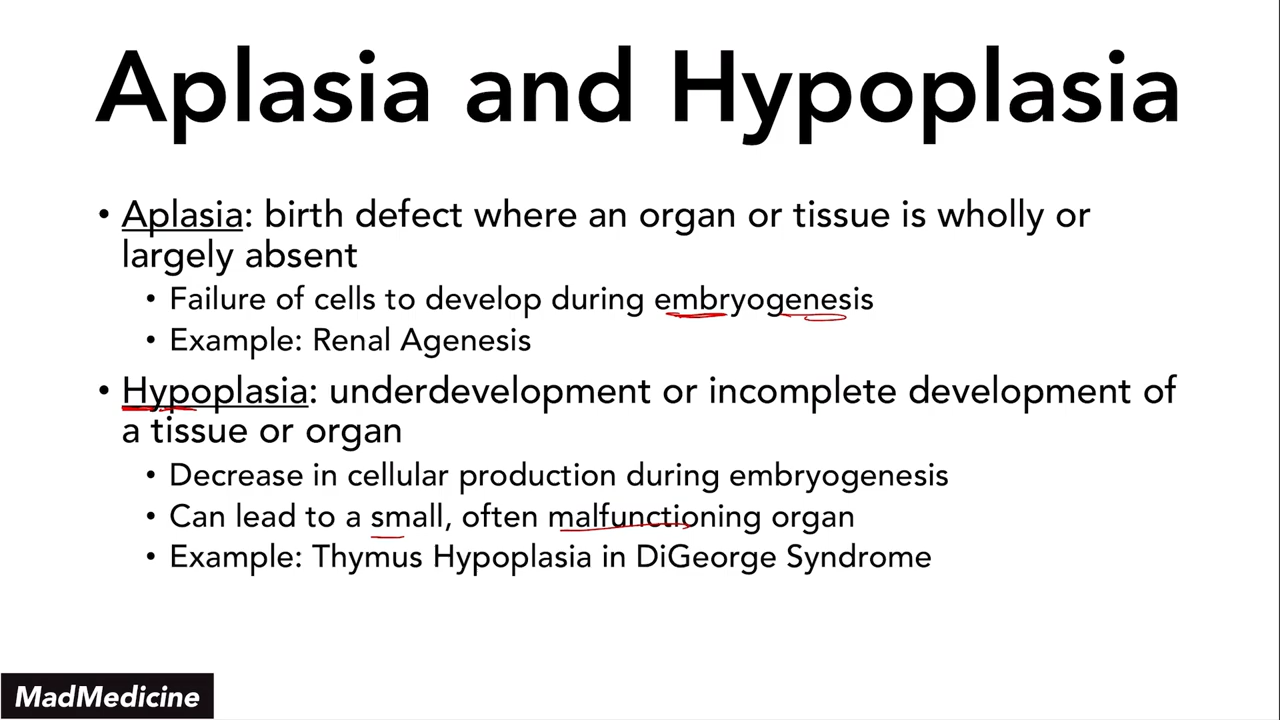 Aplasia and Hypoplasia
• Aplasia: birth defect where an organ or tissue is wholly or
largely absent
• Failure of cells to develop during embryogenesis
• Example: Renal Agenesis
• Hypoplasia: underdevelopment or incomplete development of
a tissue or organ
• Decrease in cellular production during embryogenesis
• Can lead to a small, often malfunctioning organ
• Example: Thymus Hypoplasia in DiGeorge Syndrome
MadMedicine